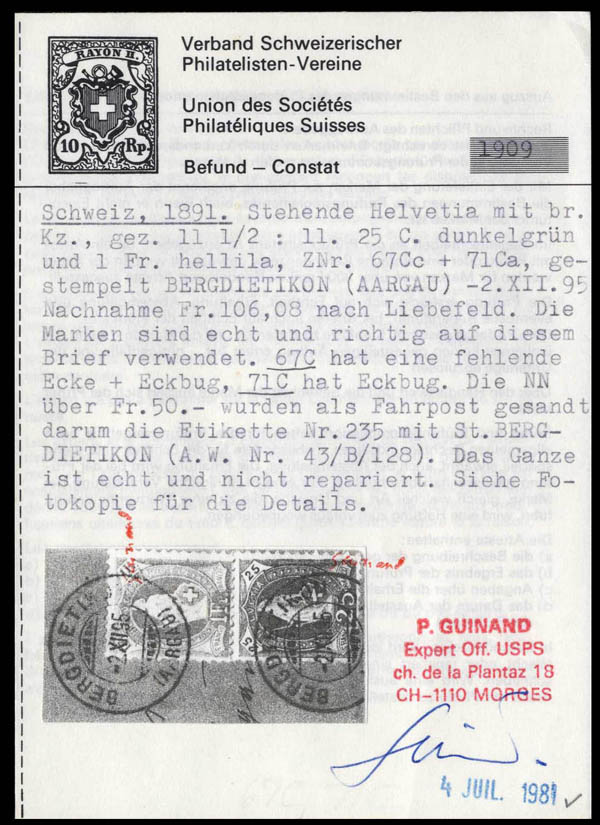 RAYON II.
10 Rp.
Verband Schweizerischer
Philatelisten-Vereine
Union des Sociétés
Philatéliques Suisses
Befund – Constat
1909
Schweiz, 1891. Stehende Helvetia mit br.
Kz., gez. 11 1/2 : 11. 25 C. dunkelgrün
und 1 Fr. hellila, ZNr. 67Cc + 71Ca, ge-
stempelt BERGDIETIKON (AARGAU) -2.XII.95
Nachnahme Fr.106,08 nach Liebefeld. Die
Marken sind echt und richtig auf diesem
Brief verwendet. 67C hat eine fehlende
Ecke + Eckbug, 71C hat Eckbug. Die NN
über Fr.50.- wurden als Fahrpost gesandt
darum die Etikette Nr.235 mit St.BERG-
DIETIKON (A.W. Nr. 43/B/128). Das Ganze
ist echt und nicht repariert. Siehe Fo-
tokopie für die Details.
Guinand
Guinand
25
25
P. GUINAND
Expert Off. USPS
ch. de la Plantaz 18
CH-1110 MORGES
4 JUIL. 1981